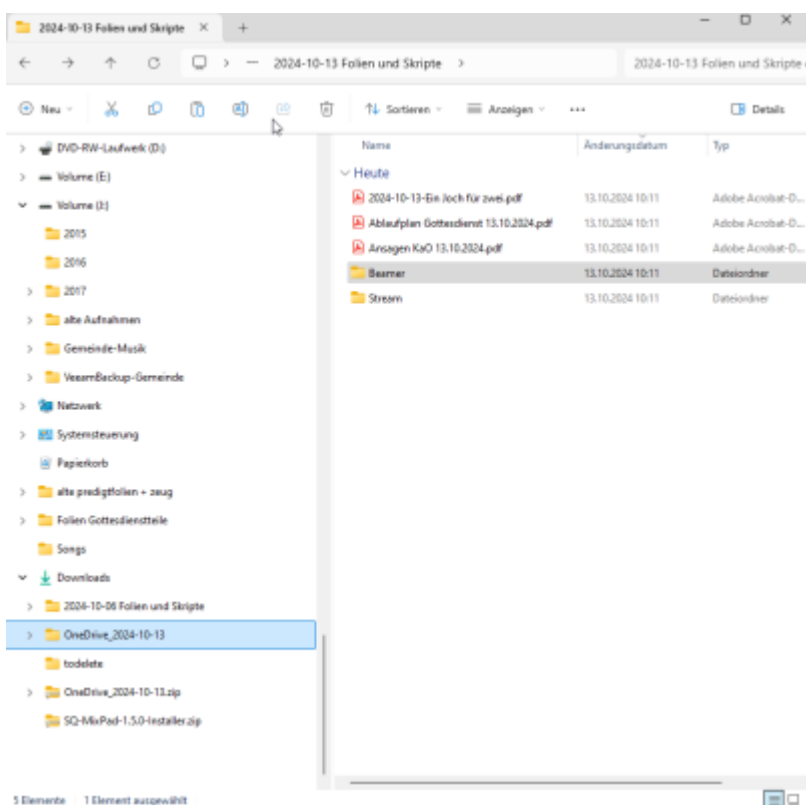 2024-10-13 Folien und Skripte
2024-10-13 Folien und Skripte
2024-10-13 Folien und Skripte
Neu
Sortieren
Anzeigen
Details
DVD-RW-Laufwerk (D:)
Volume (E:)
Volume (I:)
2015
2016
2017
alte Aufnahmen
Gemeinde-Musik
VeeamBackup-Gemeinde
Netzwerk
Systemsteuerung
Papierkorb
alte predigtfolien + zeug
Folien Gottesdienstteile
Songs
Downloads
2024-10-06 Folien und Skripte
OneDrive_2024-10-13
todelete
OneDrive_2024-10-13.zip
SQ-MixPad-1.5.0-Installer.zip
Name Änderungsdatum Typ
Heute
2024-10-13-Ein Joch für zwei.pdf 13.10.2024 10:11 Adobe Acrobat-D...
Ablaufplan Gottesdienst 13.10.2024.pdf 13.10.2024 10:11 Adobe Acrobat-D...
Ansagen KaO 13.10.2024.pdf 13.10.2024 10:11 Adobe Acrobat-D...
Beamer 13.10.2024 10:11 Dateiordner
Stream 13.10.2024 10:11 Dateiordner
5 Elemente 1 Element ausgewählt